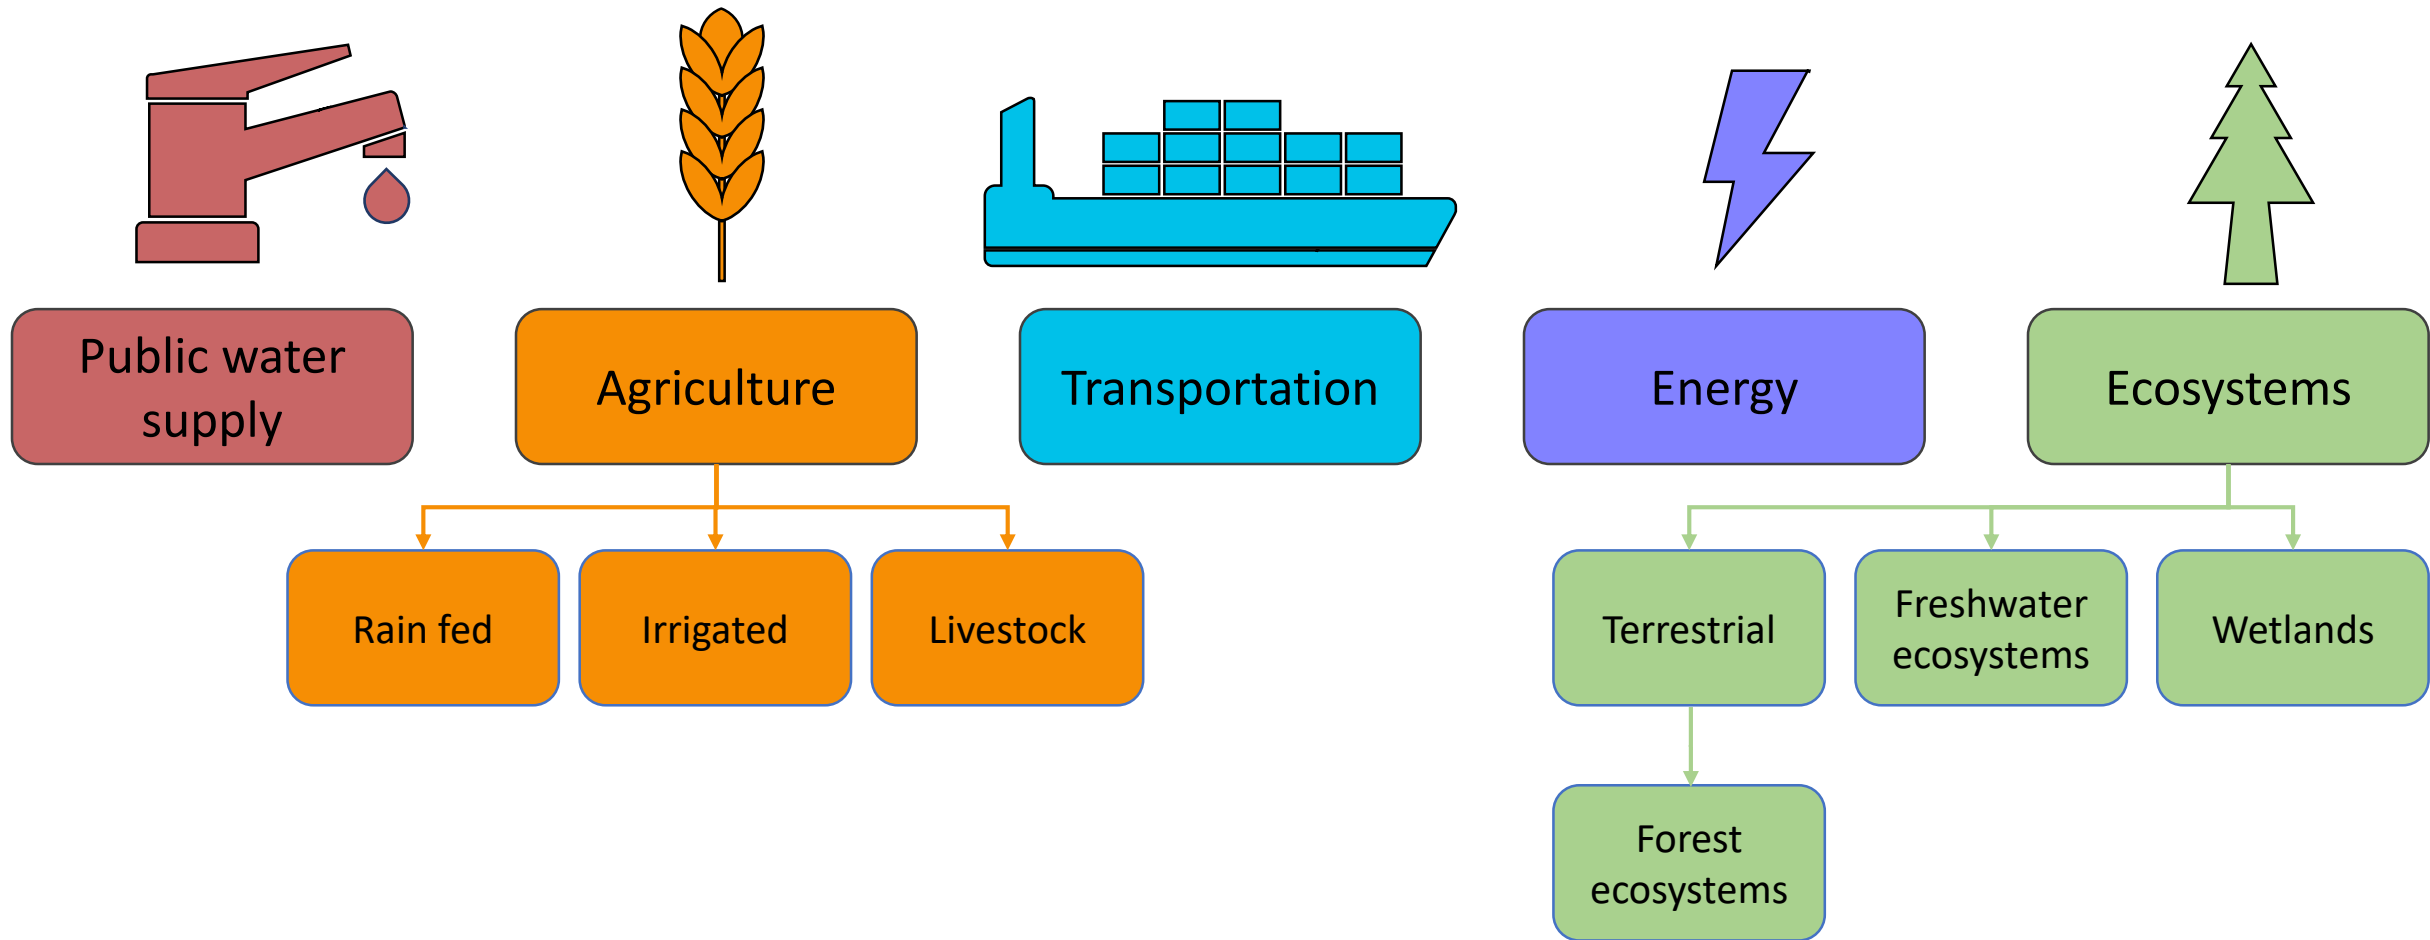 Public water
supply
Agriculture
Transportation
Energy
Ecosystems
Rain fed
Irrigated
Livestock
Terrestrial
Freshwater
ecosystems
Wetlands
Forest
ecosystems